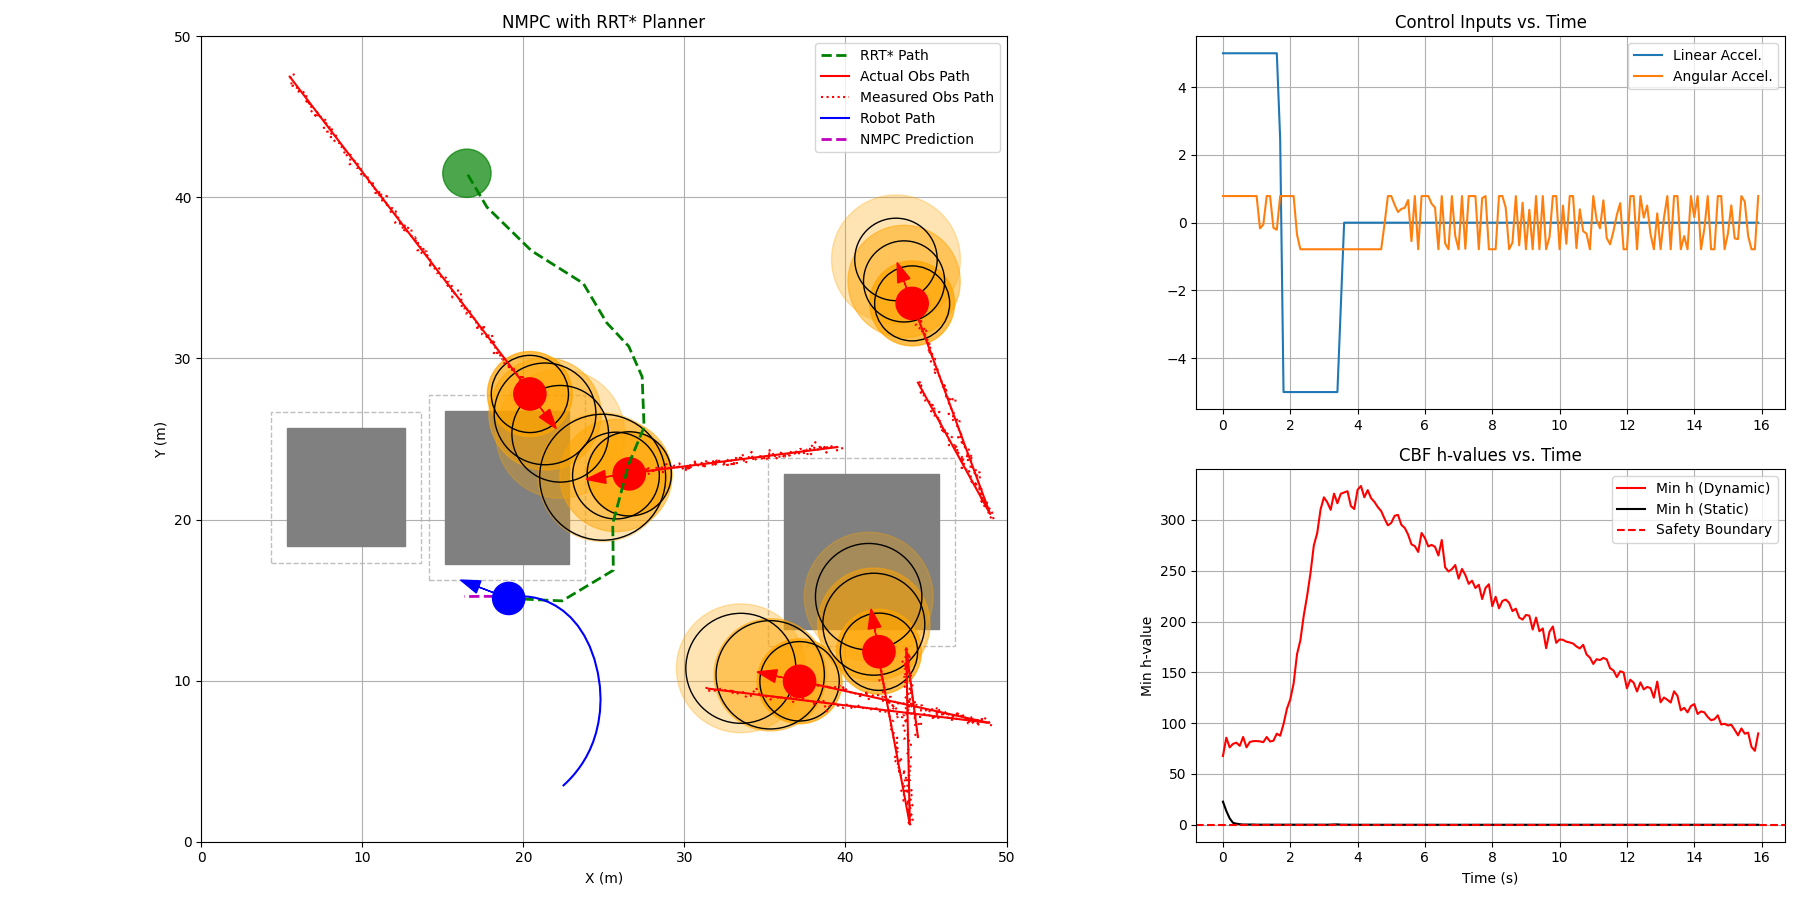 NMPC with RRT* Planner
50
40
30
20
10
0
Y (m)
0 10 20 30 40 50
X (m)
RRT* Path
Actual Obs Path
Measured Obs Path
Robot Path
NMPC Prediction
Control Inputs vs. Time
4
2
0
−2
−4
0 2 4 6 8 10 12 14 16
Linear Accel.
Angular Accel.
CBF h-values vs. Time
300
250
200
150
100
50
0
Min h-value
0 2 4 6 8 10 12 14 16
Time (s)
Min h (Dynamic)
Min h (Static)
Safety Boundary